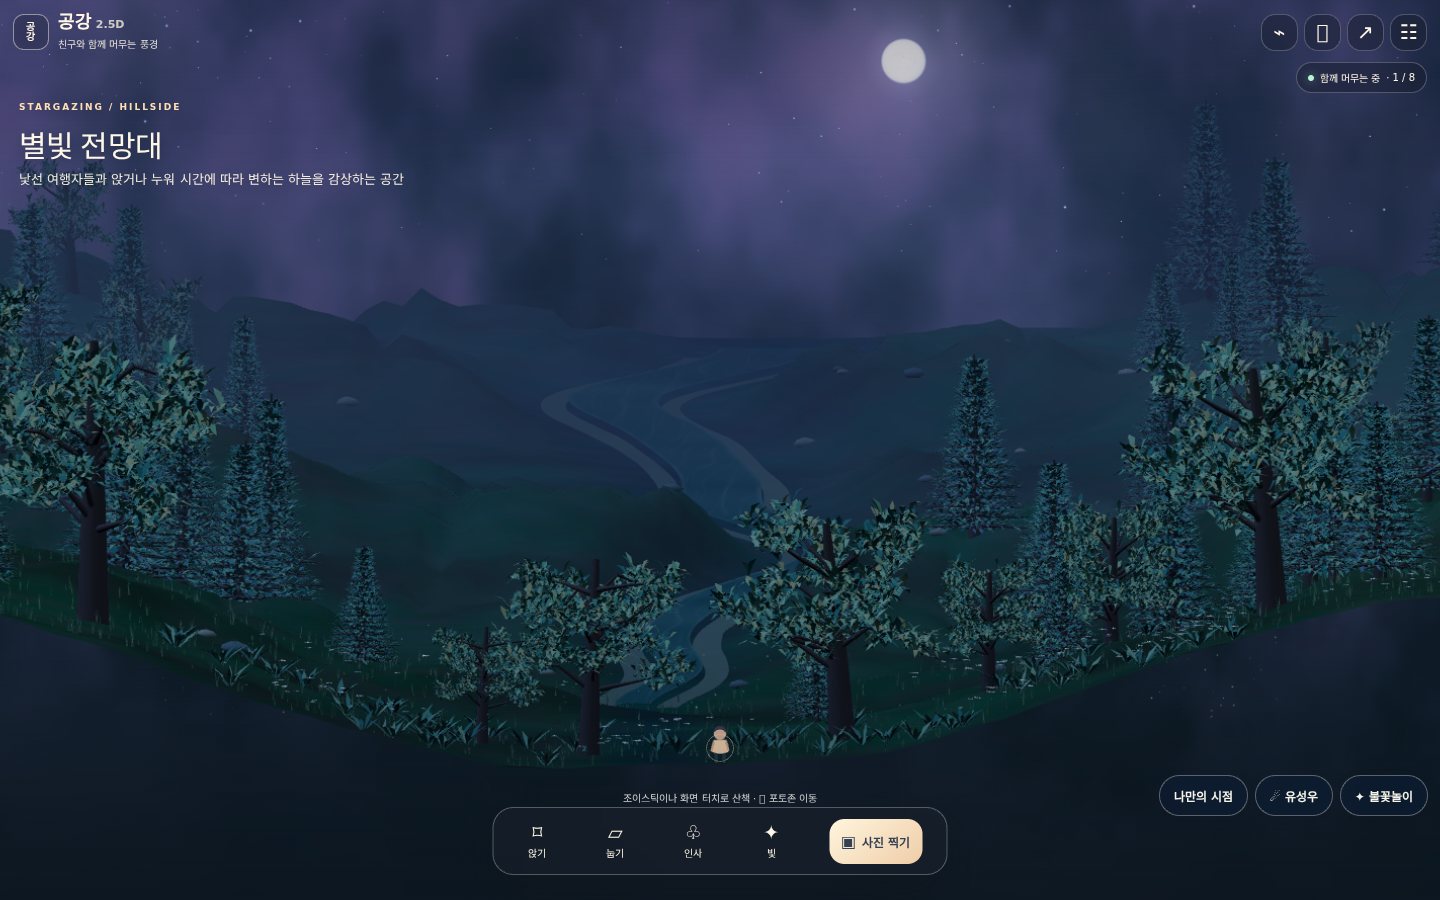 공강
공강 2.5D
친구와 함께 머무는 풍경
함께 머무는 중 · 1 / 8
STARGAZING / HILLSIDE
별빛 전망대
낯선 여행자들과 앉거나 누워 시간에 따라 변하는 하늘을 감상하는 공간
나만의 시점
유성우
불꽃놀이
조이스틱이나 화면 터치로 산책 · 포토존 이동
앉기
눕기
인사
빛
사진 찍기